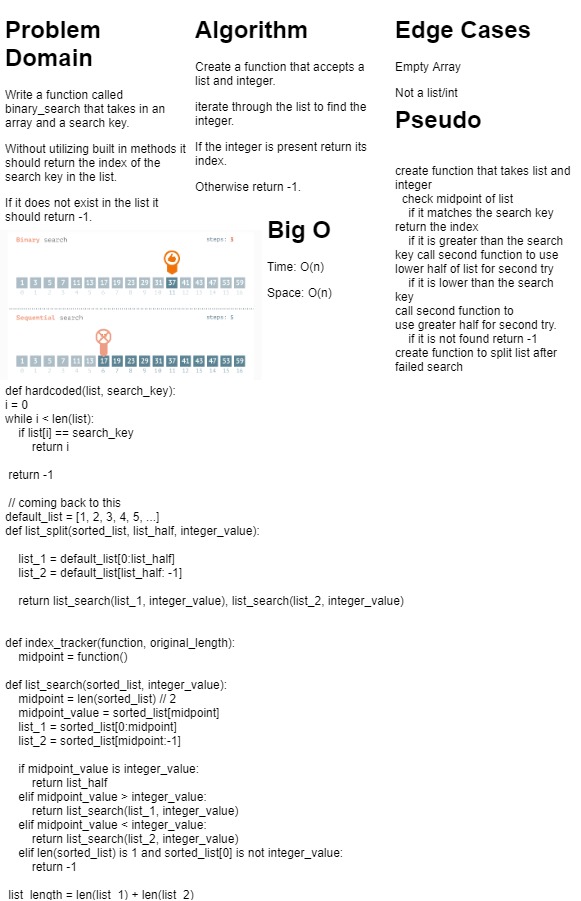 Problem
Domain
Write a function called
binary_search that takes in an
array and a search key.
Without utilizing built in methods it
should return the index of the
search key in the list.
If it does not exist in the list it
should return -1.
Algorithm
Create a function that accepts a
list and integer.
iterate through the list to find the
integer.
If the integer is present return its
index.
Otherwise return -1.
Big O
Time: O(n)
Space: O(n)
Edge Cases
Empty Array
Not a list/int
Pseudo
create function that takes list and
integer
check midpoint of list
if it matches the search key
return the index
if it is greater than the search
key call second function to use
lower half of list for second try
if it is lower than the search
key
call second function to
use greater half for second try.
if it is not found return -1
create function to split list after
failed search
Binary search steps: 3
1 3 5 7 11 13 17 19 23 29 31 37 41 43 47 53 59
0 1 2 3 4 5 6 7 8 9 10 11 12 13 14 15 16
Sequential search steps: 5
1 3 5 7 11 13 17 19 23 29 31 37 41 43 47 53 59
0 1 2 3 4 5 6 7 8 9 10 11 12 13 14 15 16
def hardcoded(list, search_key):
i = 0
while i < len(list):
if list[i] == search_key
return i
return -1
// coming back to this
default_list = [1, 2, 3, 4, 5, ...]
def list_split(sorted_list, list_half, integer_value):
list_1 = default_list[0:list_half]
list_2 = default_list[list_half: -1]
return list_search(list_1, integer_value), list_search(list_2, integer_value)
def index_tracker(function, original_length):
midpoint = function()
def list_search(sorted_list, integer_value):
midpoint = len(sorted_list) // 2
midpoint_value = sorted_list[midpoint]
list_1 = sorted_list[0:midpoint]
list_2 = sorted_list[midpoint:-1]
if midpoint_value is integer_value:
return list_half
elif midpoint_value > integer_value:
return list_search(list_1, integer_value)
elif midpoint_value < integer_value:
return list_search(list_2, integer_value)
elif len(sorted_list) is 1 and sorted_list[0] is not integer_value:
return -1
list_length = len(list_1) + len(list_2)